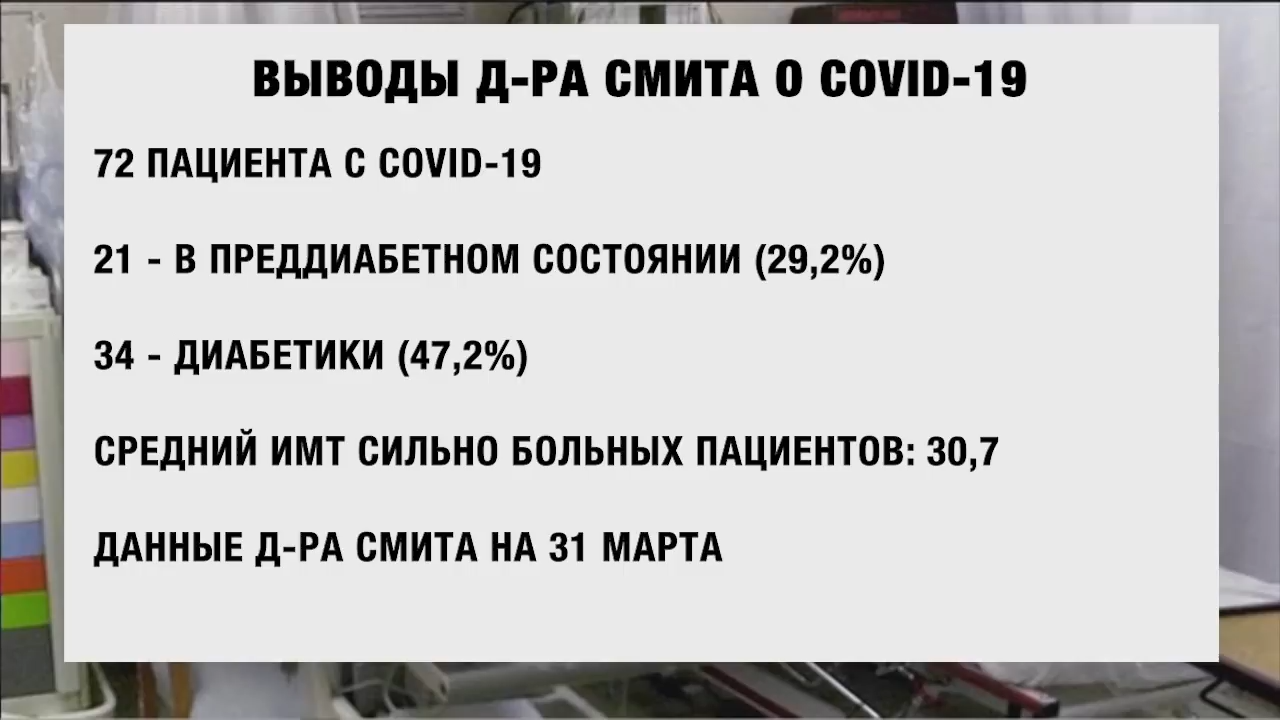 ВЫВОДЫ Д-РА СМИТА О COVID-19
72 ПАЦИЕНТА С COVID-19
21 - В ПРЕДДИАБЕТНОМ СОСТОЯНИИ (29,2%)
34 - ДИАБЕТИКИ (47,2%)
СРЕДНИЙ ИМТ СИЛЬНО БОЛЬНЫХ ПАЦИЕНТОВ: 30,7
ДАННЫЕ Д-РА СМИТА НА 31 МАРТА